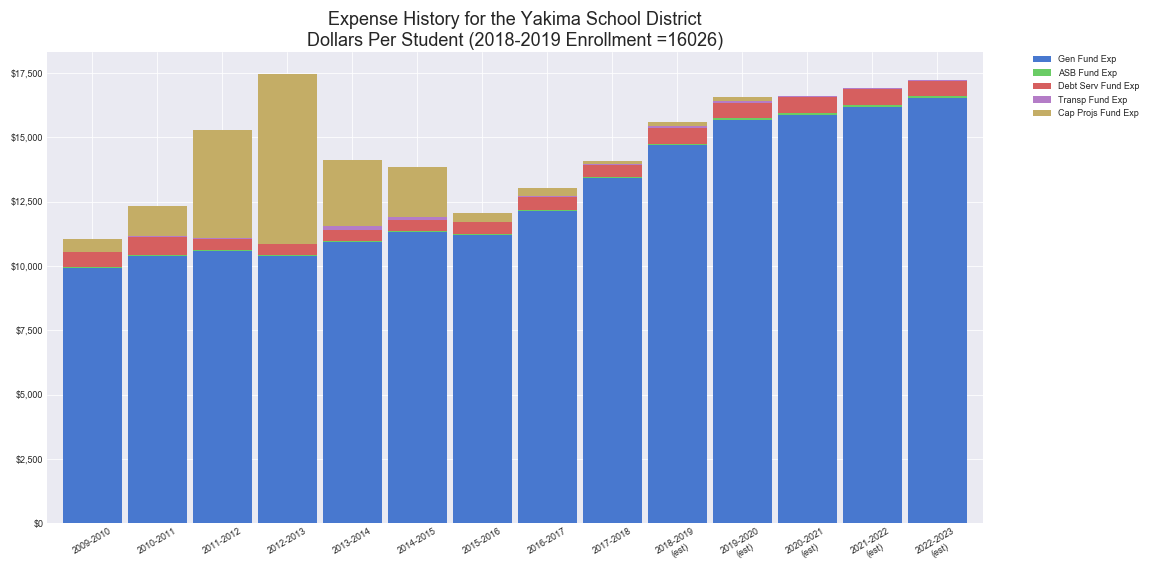 Expense History for the Yakima School District
Dollars Per Student (2018-2019 Enrollment =16026)
Gen Fund Exp
ASB Fund Exp
Debt Serv Fund Exp
Transp Fund Exp
Cap Projs Fund Exp
$17,500
$15,000
$12,500
$10,000
$7,500
$5,000
$2,500
$0
2009-2010
2010-2011
2011-2012
2012-2013
2013-2014
2014-2015
2015-2016
2016-2017
2017-2018
2018-2019
(est)
2019-2020
(est)
2020-2021
(est)
2021-2022
(est)
2022-2023
(est)